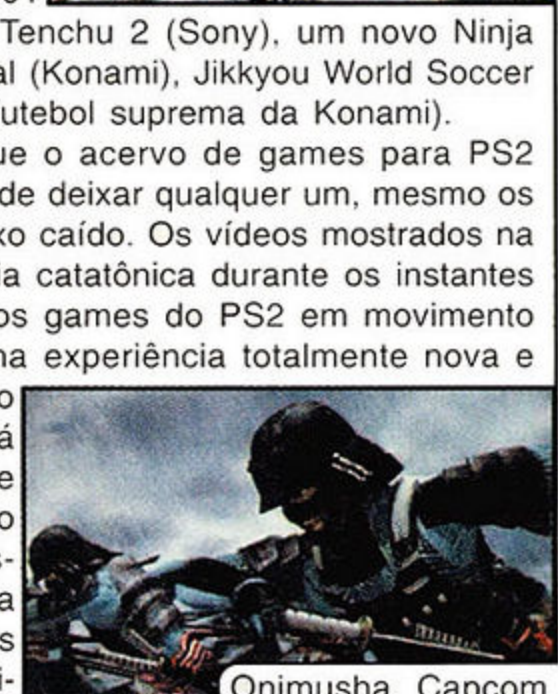 Tenchu 2 (Sony), um novo Ninja
al (Konami), Jikkyou World Soccer
utebol suprema da Konami).
ue o acervo de games para PS2
de deixar qualquer um, mesmo os
xo caído. Os vídeos mostrados na
ia catatônica durante os instantes
os games do PS2 em movimento
na experiência totalmente nova e
o
á
e
o
s-
a
s
i-
Onimusha, Capcom